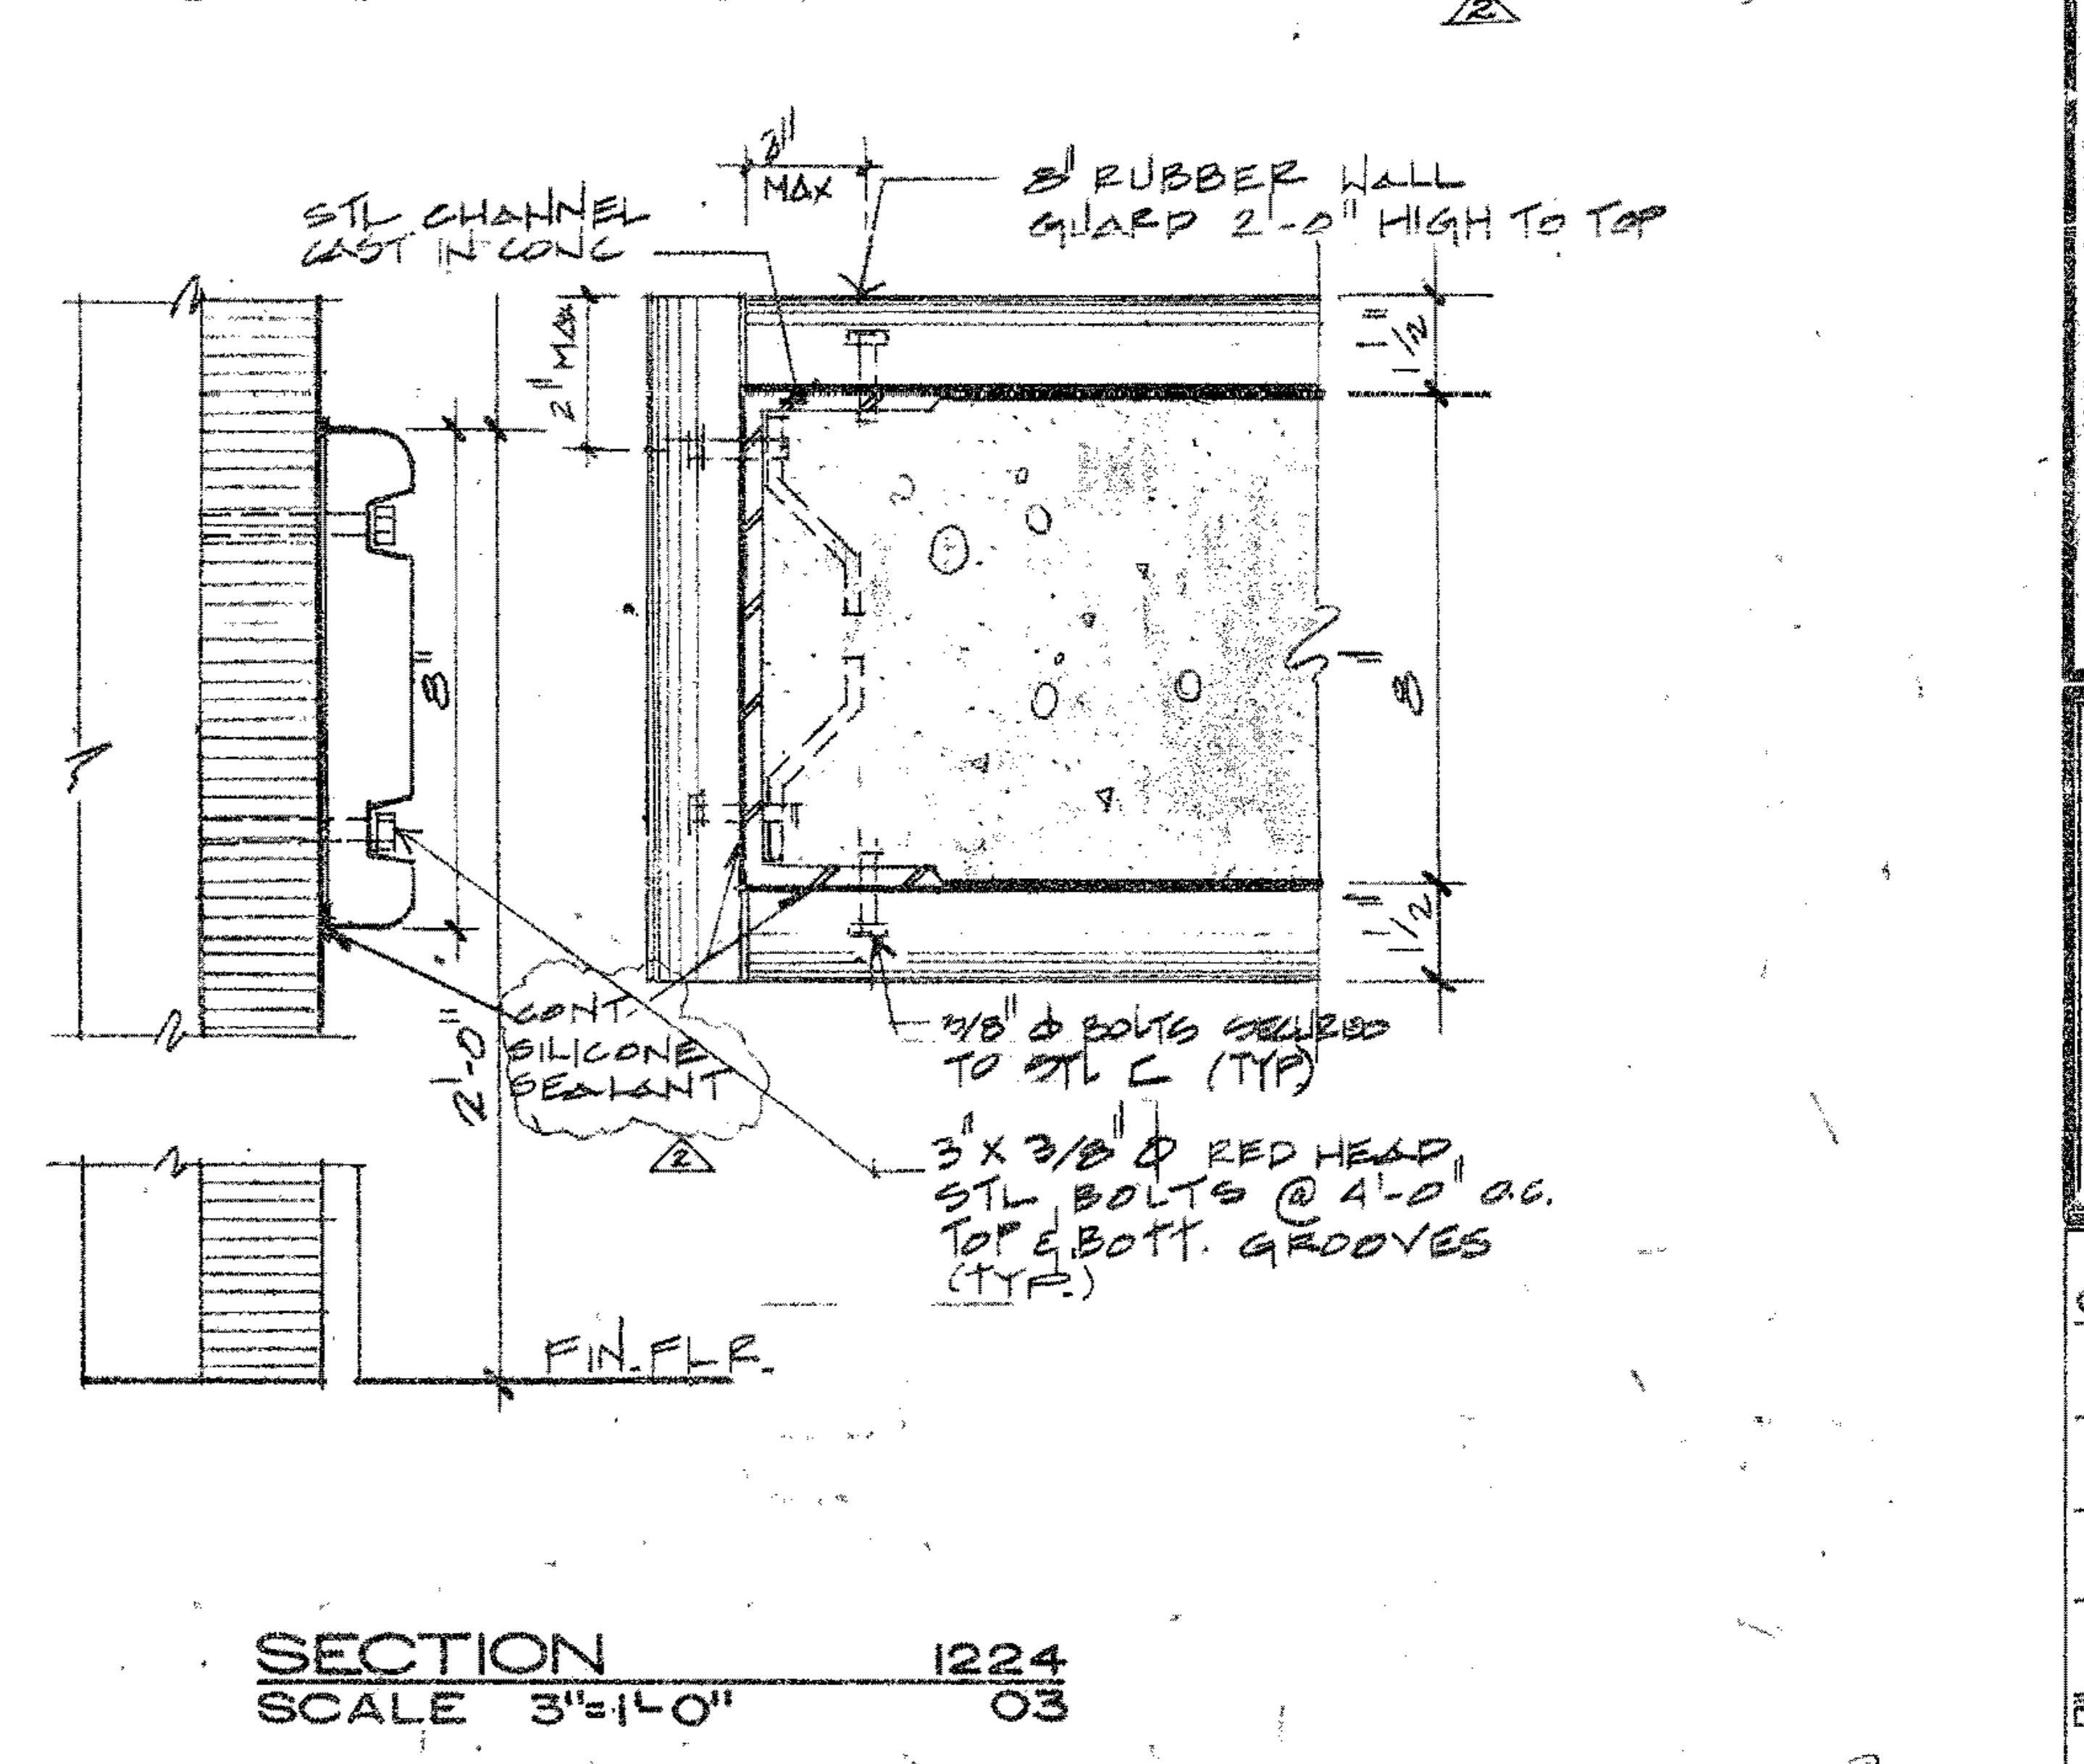 2
2"
MAX
8" RUBBER WALL
GUARD 2'-0" HIGH TO TOP
STL CHANNEL
CAST IN CONC
2" MAX
1 1/2"
8"
8"
1 1/2"
2'-0"
CONT.
SILICONE
SEALANT
2
3/8" Φ BOLTS SECURED
TO STL C (TYP)
3" X 3/8" Φ RED HEAD
STL BOLTS @ 4'-0" O.C.
TOP & BOTT. GROOVES
(TYP.)
FIN. FLR.
SECTION 1224
SCALE 3"=1'-0" 03